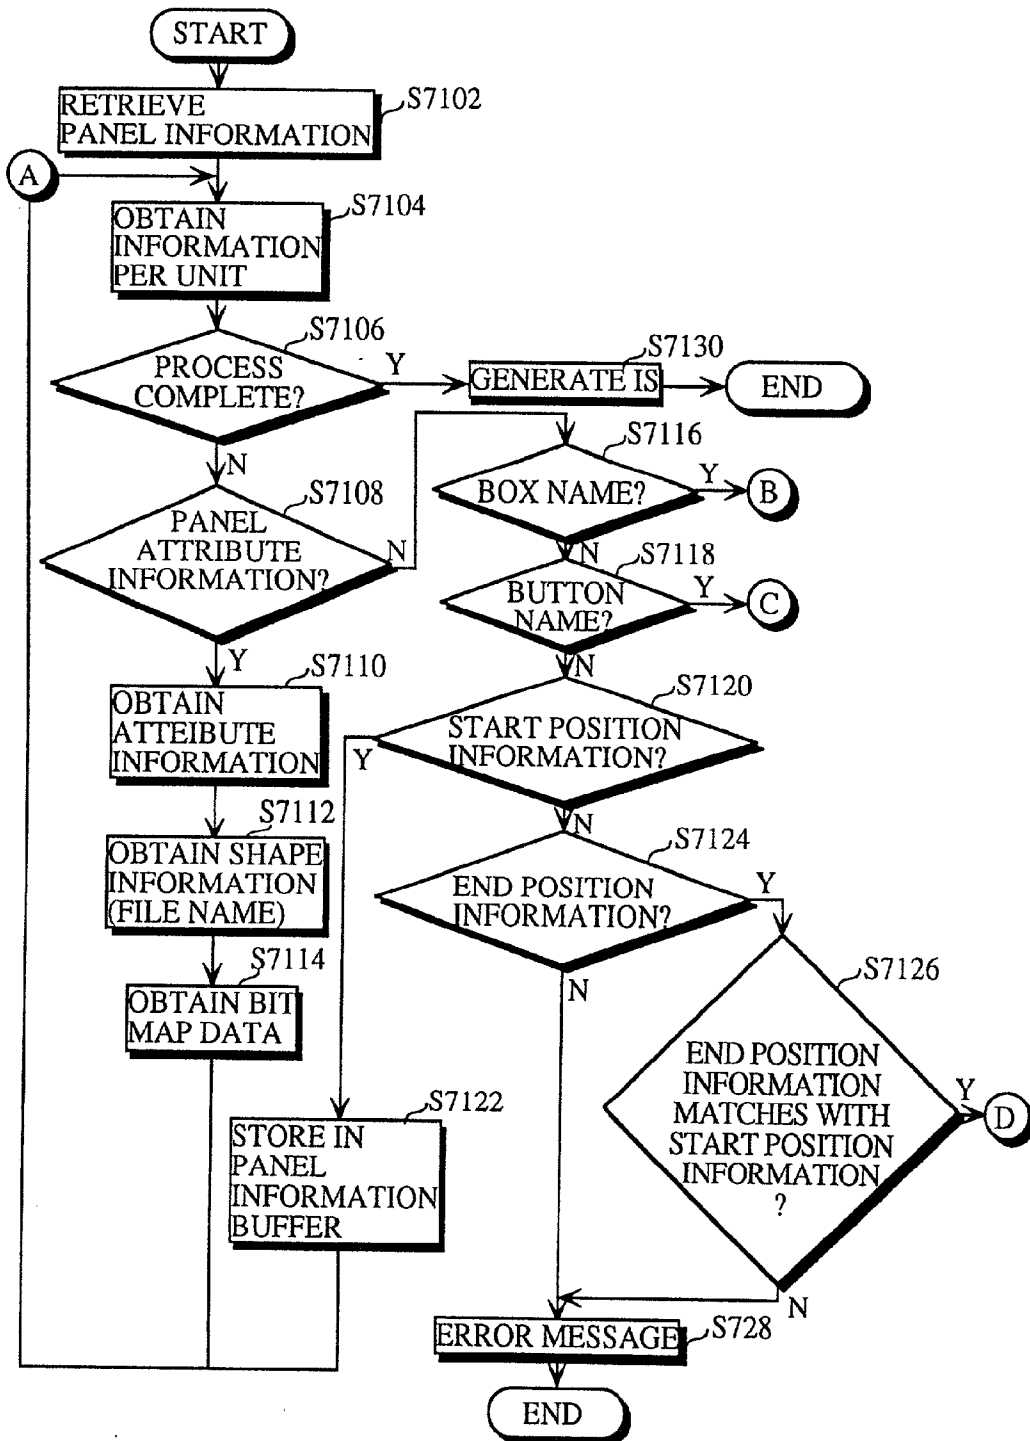 START
RETRIEVE
PANEL INFORMATION
S7102
A
OBTAIN
INFORMATION
PER UNIT
S7104
PROCESS
COMPLETE?
S7106
Y
GENERATE IS
S7130
END
N
PANEL
ATTRIBUTE
INFORMATION?
S7108
N
BOX NAME?
S7116
Y
B
N
BUTTON
NAME?
S7118
Y
C
N
Y
OBTAIN
ATTEIBUTE
INFORMATION
S7110
START POSITION
INFORMATION?
S7120
Y
N
OBTAIN SHAPE
INFORMATION
(FILE NAME)
S7112
END POSITION
INFORMATION?
S7124
Y
N
OBTAIN BIT
MAP DATA
S7114
END POSITION
INFORMATION
MATCHES WITH
START POSITION
INFORMATION
?
S7126
Y
D
N
STORE IN
PANEL
INFORMATION
BUFFER
S7122
ERROR MESSAGE
S728
END